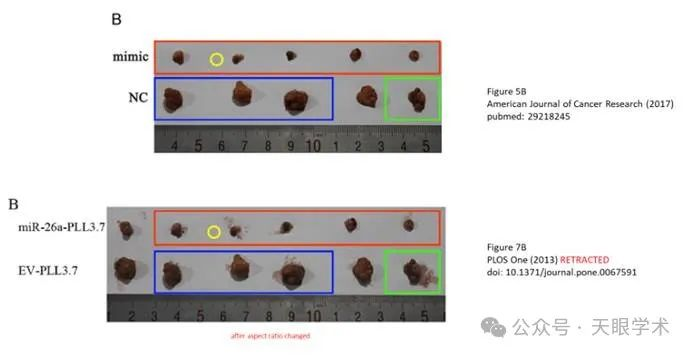 B
mimic
NC
4 5 6 7 8 9 10 1 2 3 4 5
Figure 5B
American Journal of Cancer Research (2017)
pubmed: 29218245
B
miR-26a-PLL3.7
EV-PLL3.7
1 2 3 4 5 6 7 8 9 10 1 2 3 4 5
Figure 7B
PLOS One (2013) RETRACTED
doi: 10.1371/journal.pone.0067591
after aspect ratio changed
公众号 · 天眼学术